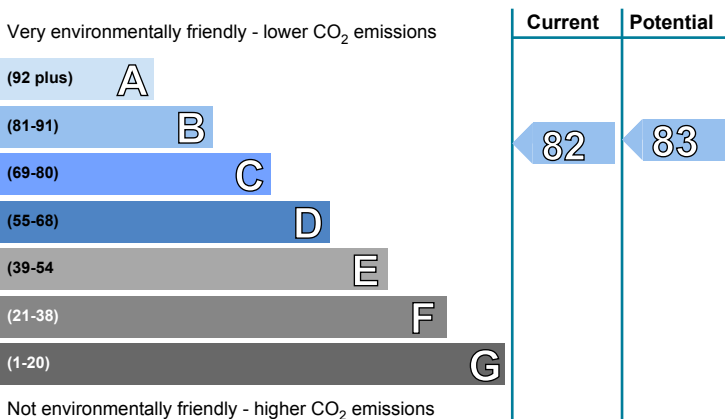 Very environmentally friendly - lower CO₂ emissions
Current
Potential
(92 plus) A
(81-91) B
82
83
(69-80) C
(55-68) D
(39-54 E
(21-38) F
(1-20) G
Not environmentally friendly - higher CO₂ emissions